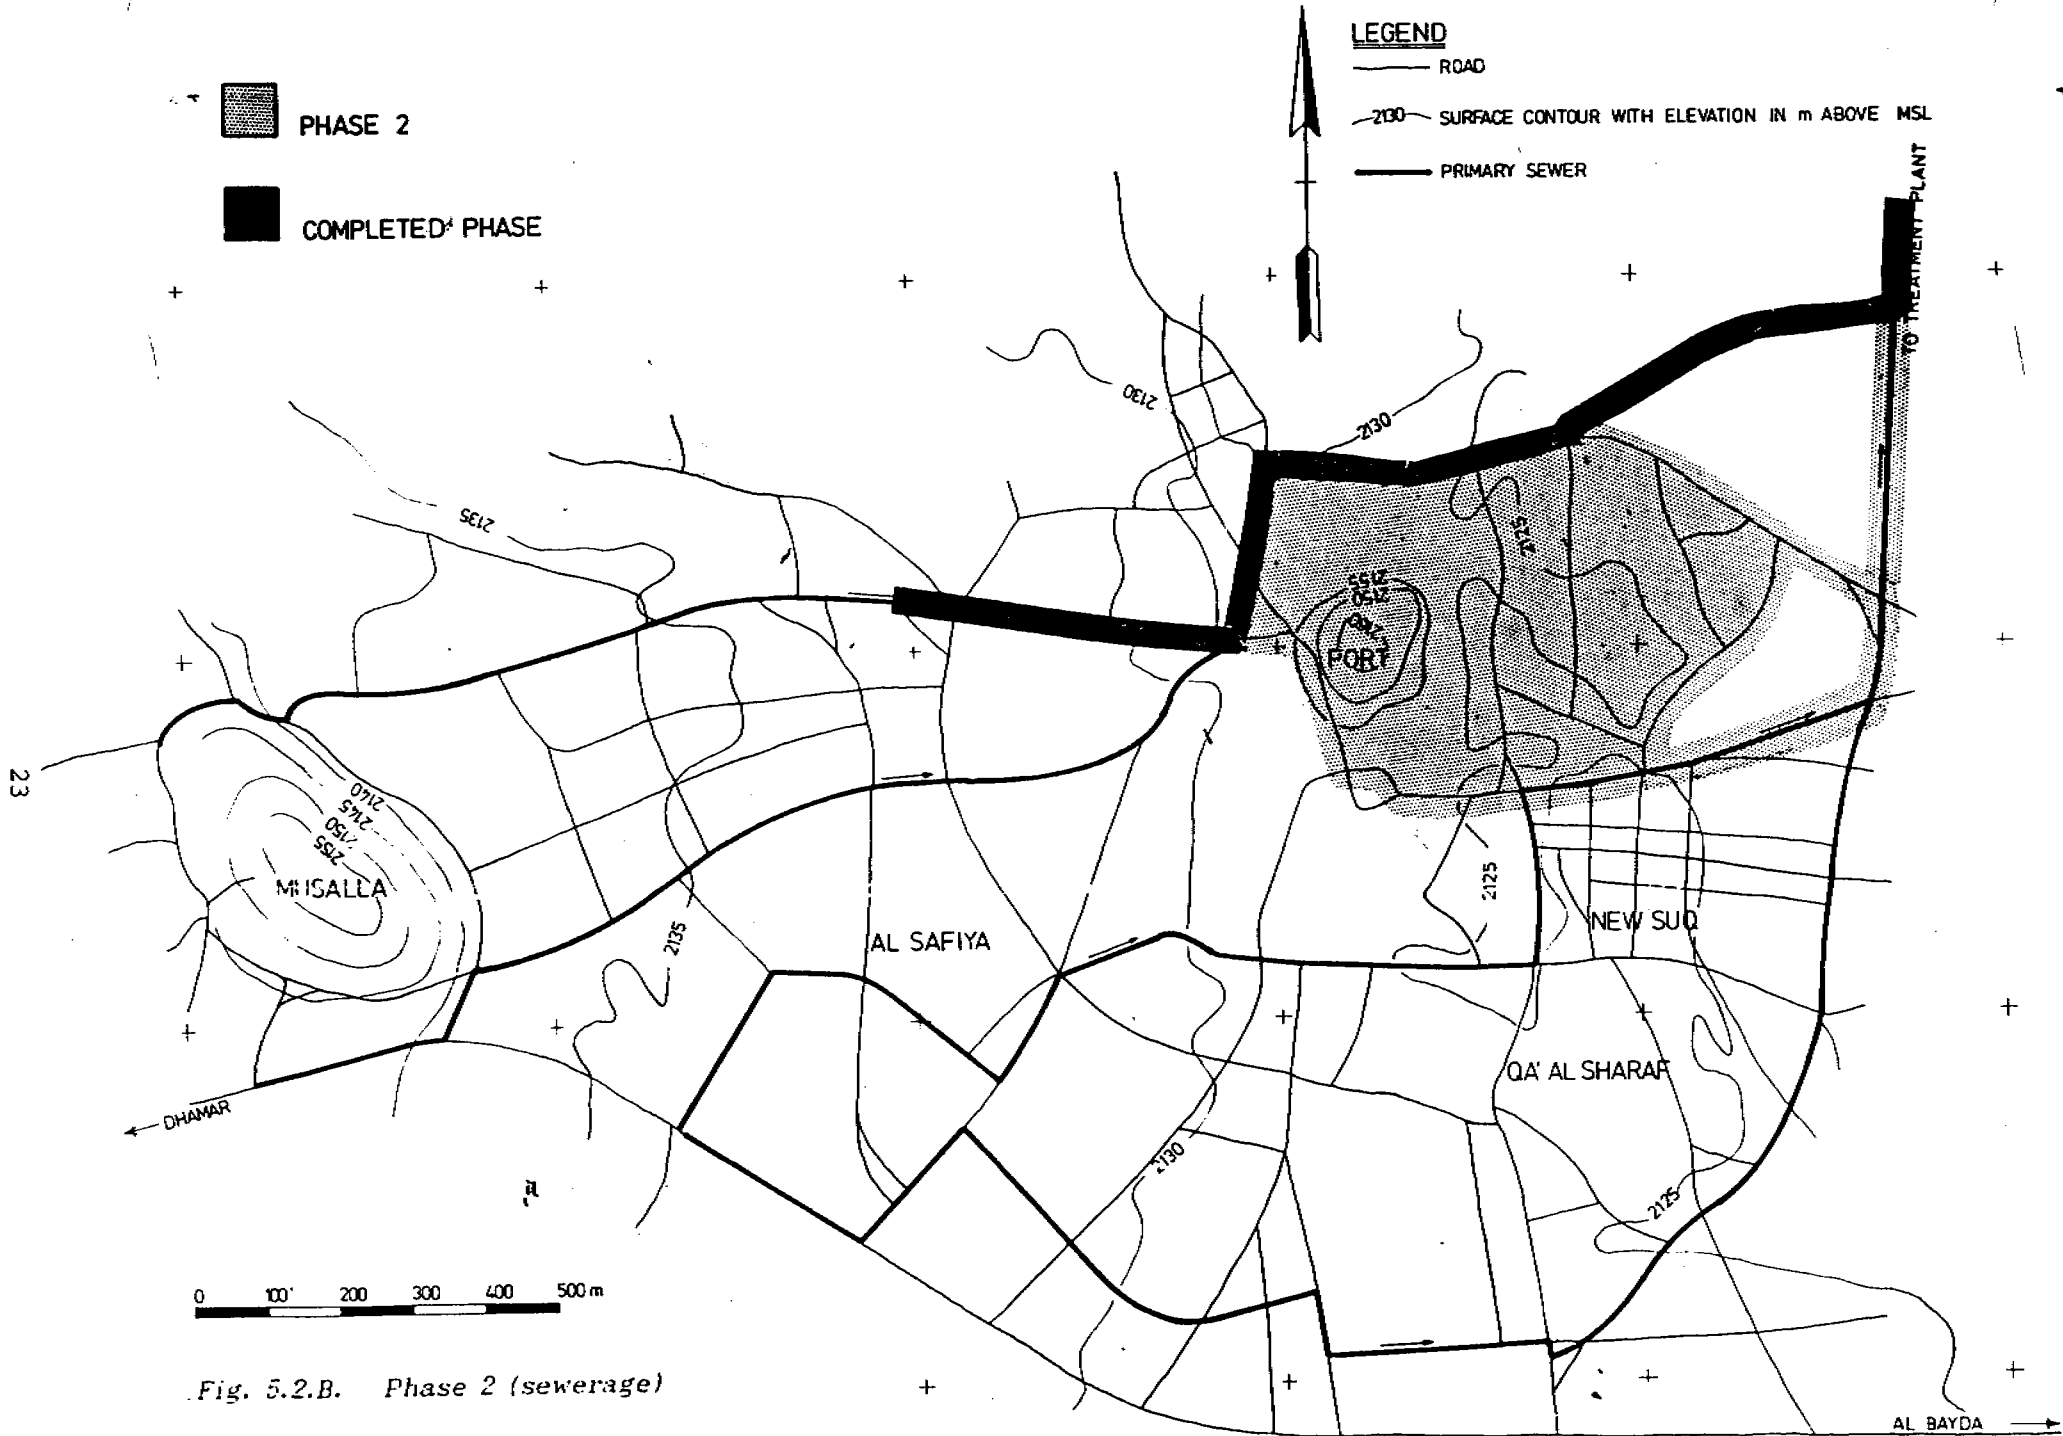 LEGEND
ROAD
2130 SURFACE CONTOUR WITH ELEVATION IN m ABOVE MSL
PRIMARY SEWER
PHASE 2
COMPLETED PHASE
TO TREATMENT PLANT
2130
2130
2135
2125
2155
2150
FORT
2140
2145
2150
2155
MUSALLA
23
2135
AL SAFIYA
2125
NEW SUQ
QA' AL SHARAF
DHAMAR
2130
2125
0 100 200 300 400 500 m
Fig. 5.2.B. Phase 2 (sewerage)
AL BAYDA